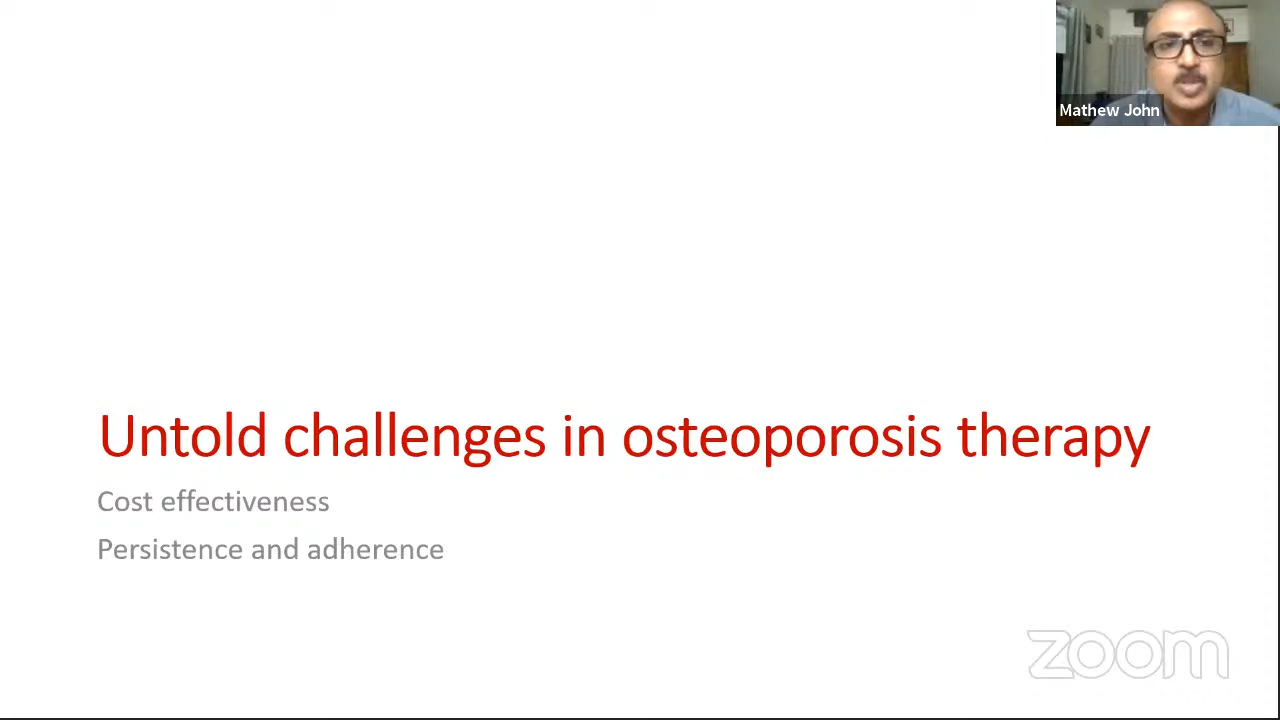 Mathew John
Untold challenges in osteoporosis therapy
Cost effectiveness
Persistence and adherence
zoom